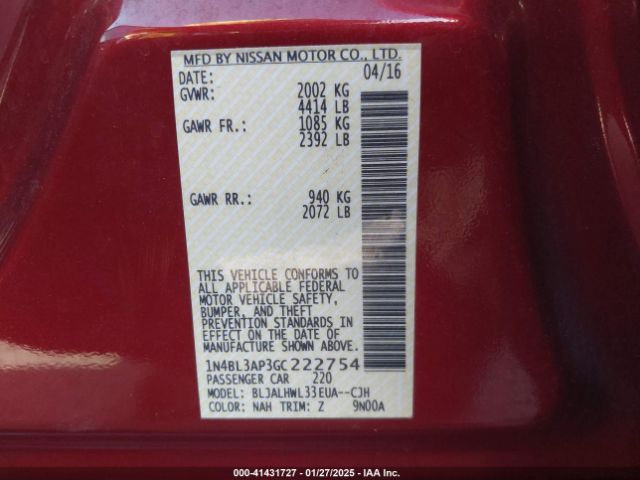 MFD BY NISSAN MOTOR CO., LTD.
DATE: 04/16
GVWR: 2002 KG
4414 LB
GAWR FR.: 1085 KG
2392 LB
GAWR RR.: 940 KG
2072 LB
THIS VEHICLE CONFORMS TO
ALL APPLICABLE FEDERAL
MOTOR VEHICLE SAFETY,
BUMPER, AND THEFT
PREVENTION STANDARDS IN
EFFECT ON THE DATE OF
MANUFACTURE SHOWN ABOVE.
1N4BL3AP3GC222754
PASSENGER CAR 220
MODEL: BLJALHWL33EUA--CJH
COLOR: NAH TRIM: Z 9N00A
000-41431727 - 01/27/2025 - IAA Inc.